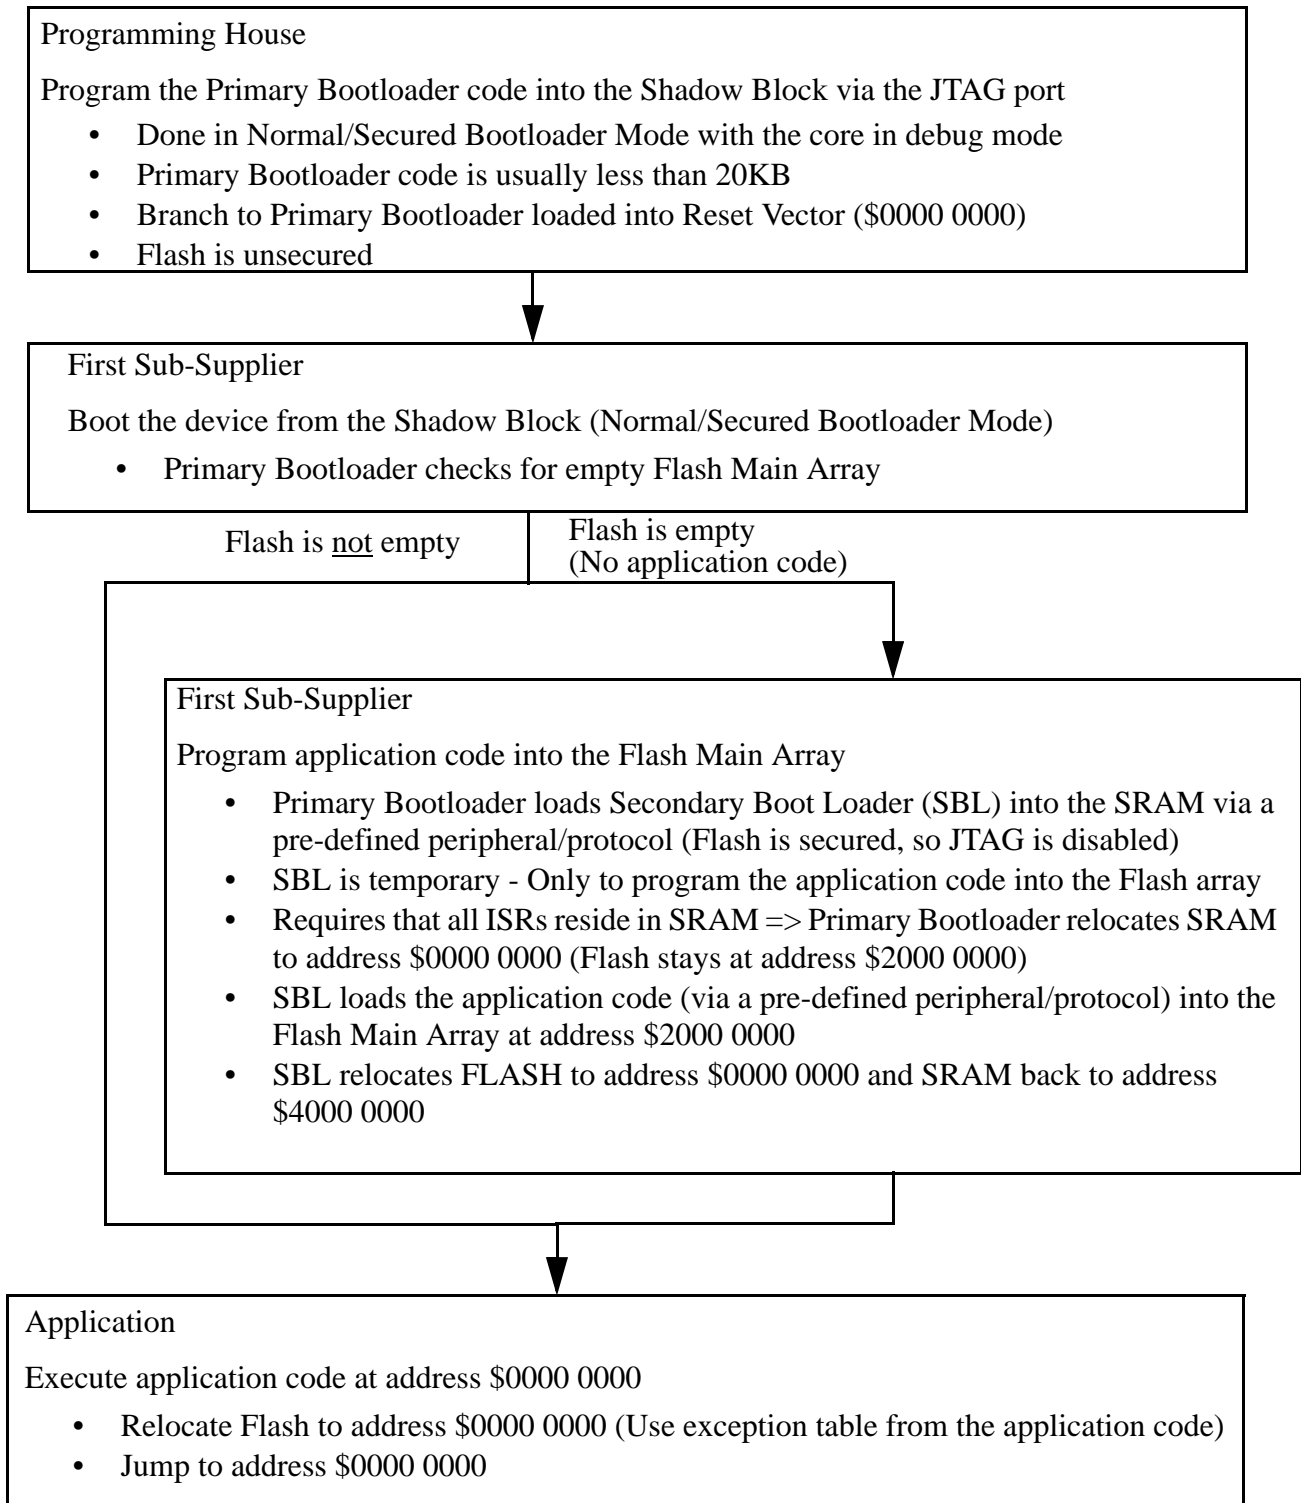 Programming House
Program the Primary Bootloader code into the Shadow Block via the JTAG port
• Done in Normal/Secured Bootloader Mode with the core in debug mode
• Primary Bootloader code is usually less than 20KB
• Branch to Primary Bootloader loaded into Reset Vector ($0000 0000)
• Flash is unsecured
First Sub-Supplier
Boot the device from the Shadow Block (Normal/Secured Bootloader Mode)
• Primary Bootloader checks for empty Flash Main Array
Flash is not empty
Flash is empty
(No application code)
First Sub-Supplier
Program application code into the Flash Main Array
• Primary Bootloader loads Secondary Boot Loader (SBL) into the SRAM via a
pre-defined peripheral/protocol (Flash is secured, so JTAG is disabled)
• SBL is temporary - Only to program the application code into the Flash array
• Requires that all ISRs reside in SRAM => Primary Bootloader relocates SRAM
to address $0000 0000 (Flash stays at address $2000 0000)
• SBL loads the application code (via a pre-defined peripheral/protocol) into the
Flash Main Array at address $2000 0000
• SBL relocates FLASH to address $0000 0000 and SRAM back to address
$4000 0000
Application
Execute application code at address $0000 0000
• Relocate Flash to address $0000 0000 (Use exception table from the application code)
• Jump to address $0000 0000